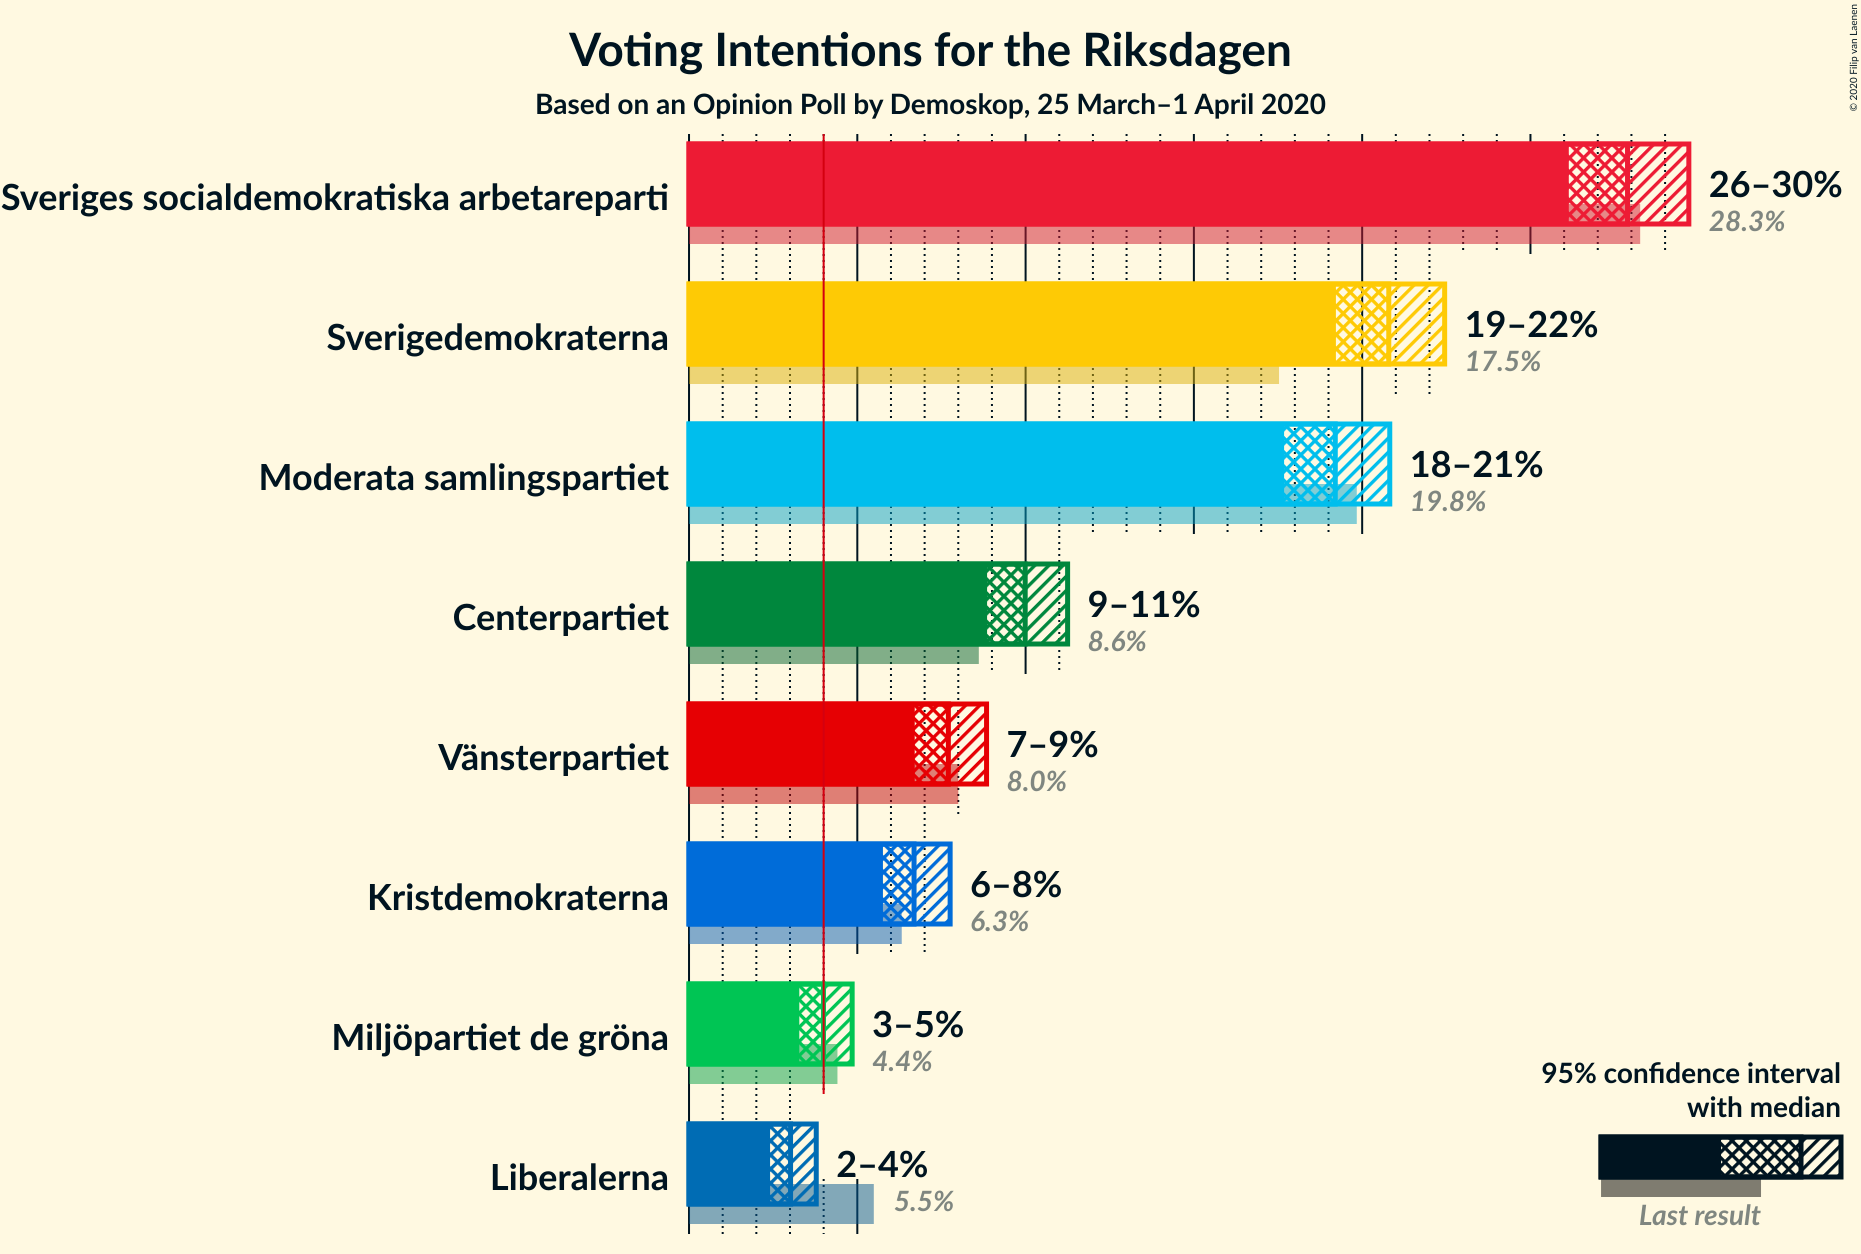 Voting Intentions for the Riksdagen
Based on an Opinion Poll by Demoskop, 25 March–1 April 2020
© 2020 Filip van Laenen
Sveriges socialdemokratiska arbetareparti
26–30%
28.3%
Sverigedemokraterna
19–22%
17.5%
Moderata samlingspartiet
18–21%
19.8%
Centerpartiet
9–11%
8.6%
Vänsterpartiet
7–9%
8.0%
Kristdemokraterna
6–8%
6.3%
Miljöpartiet de gröna
3–5%
4.4%
Liberalerna
2–4%
5.5%
95% confidence interval
with median
Last result